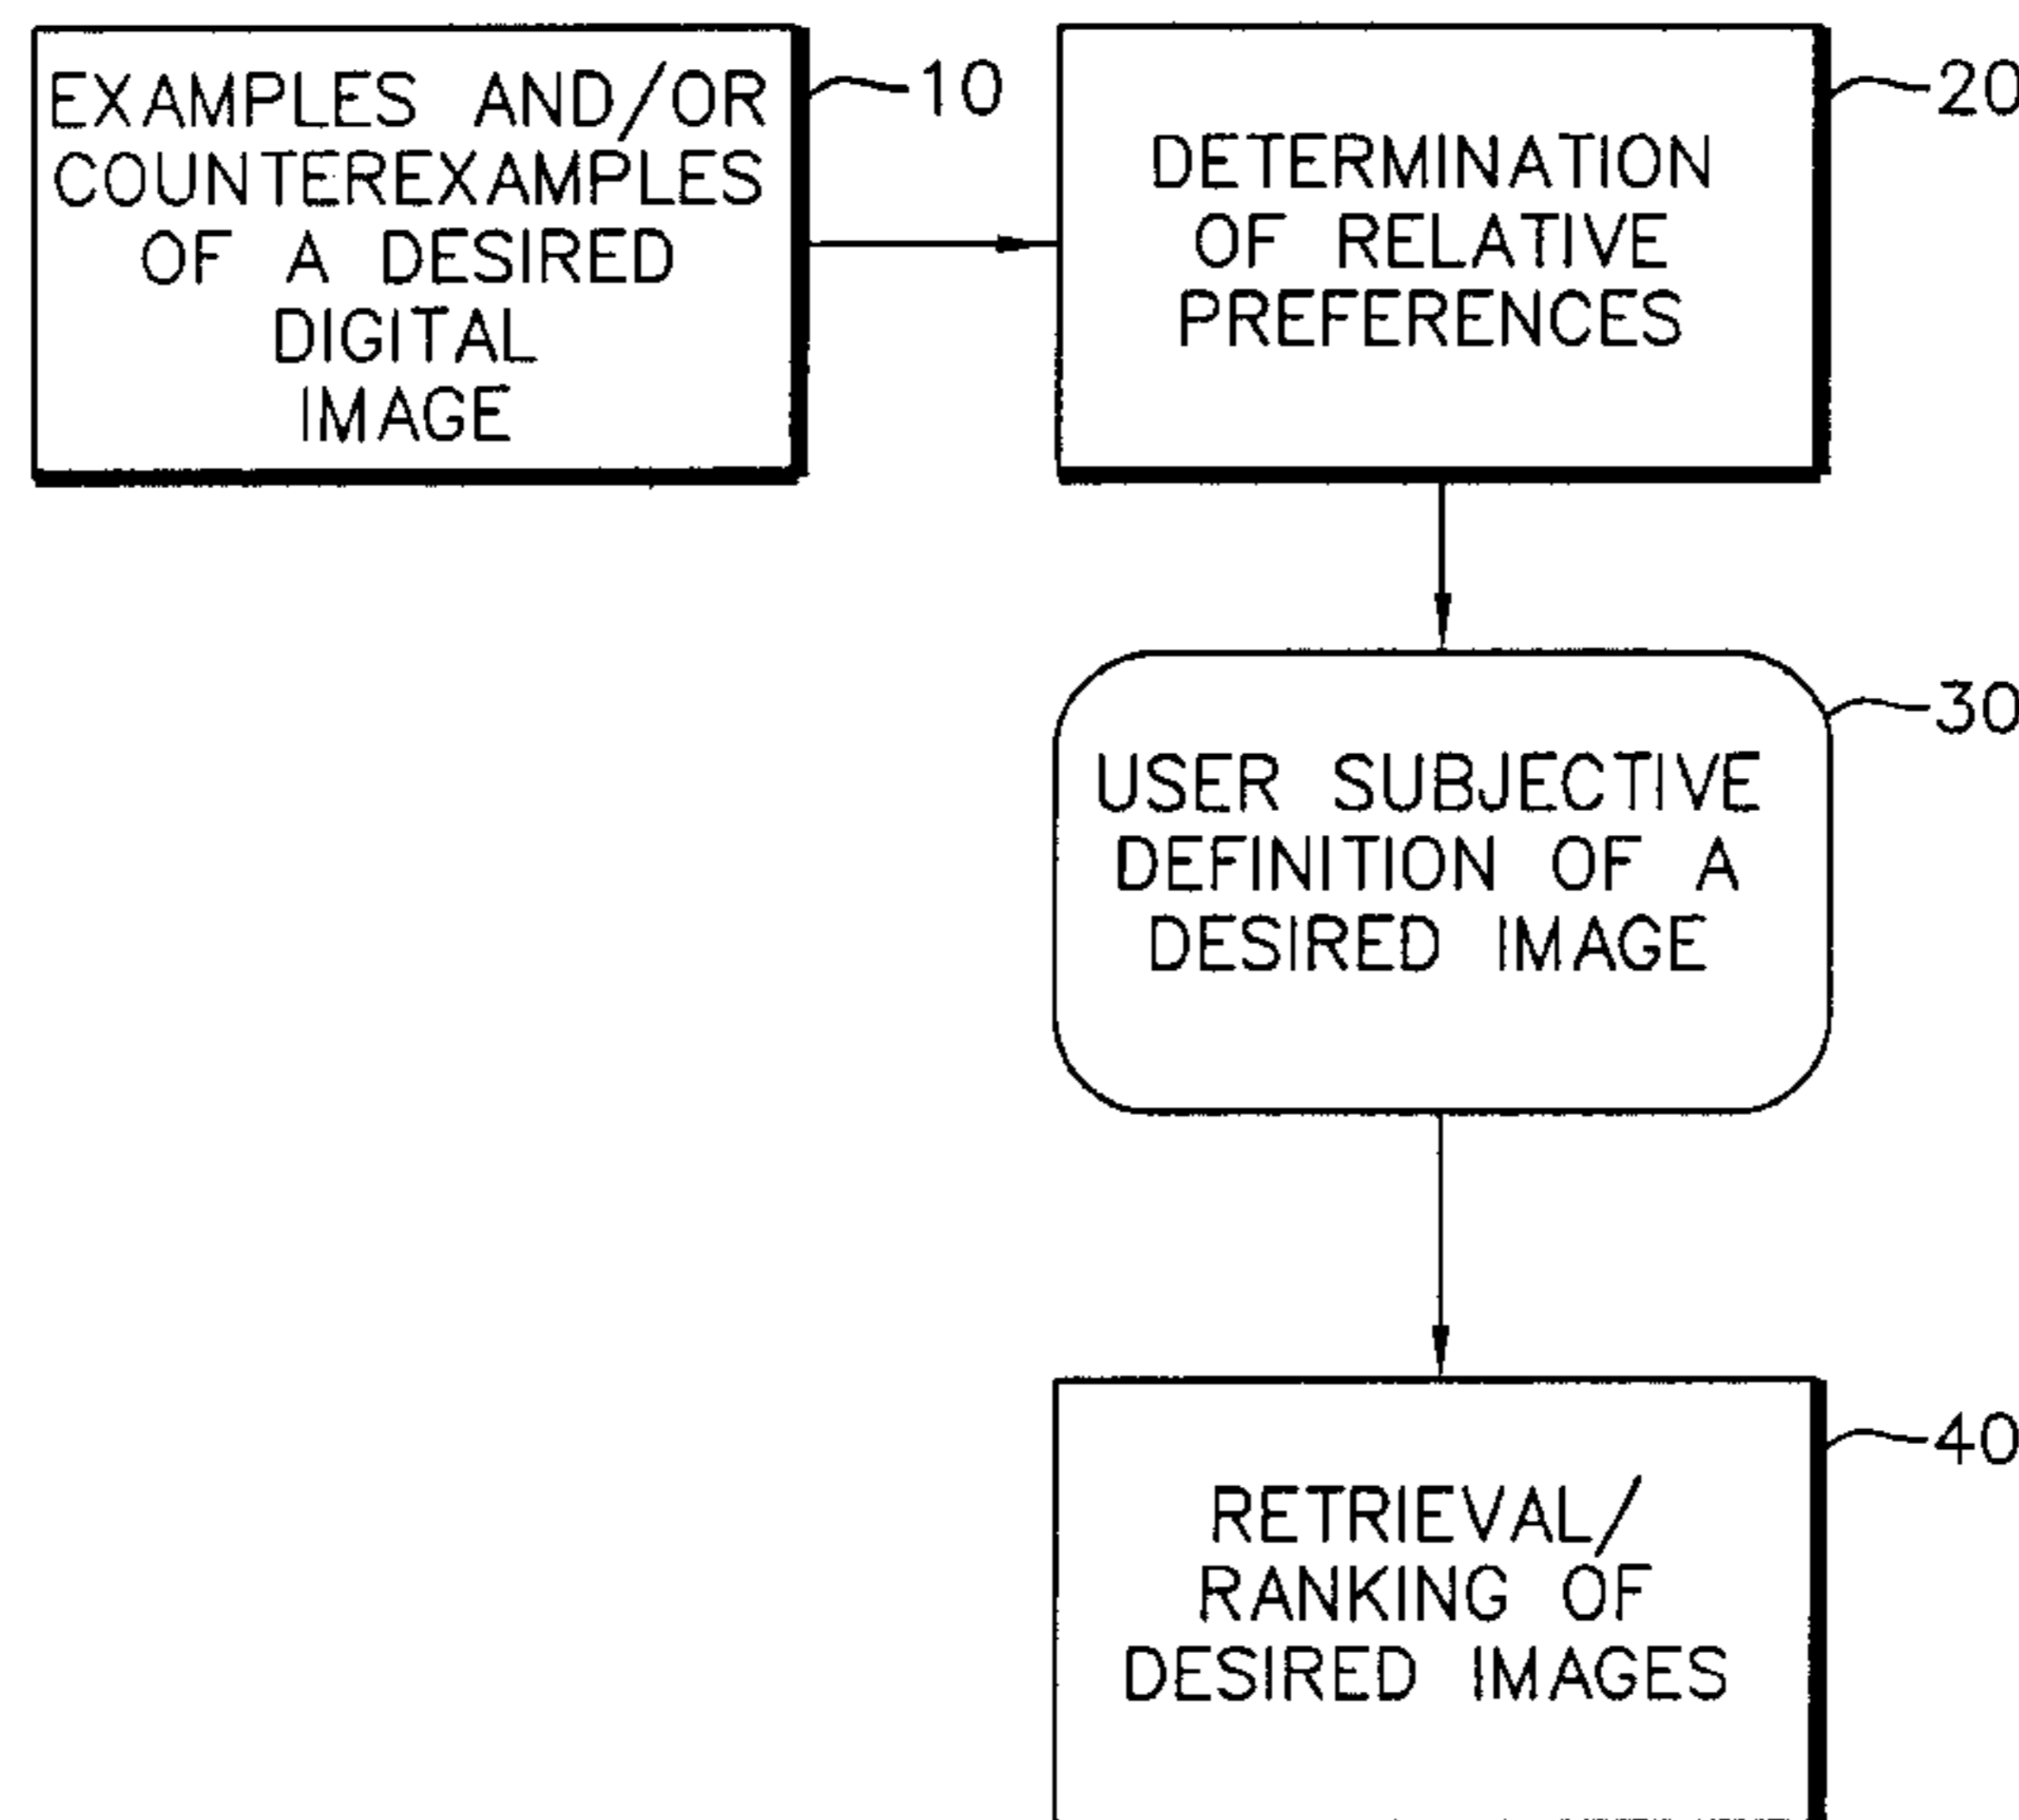 EXAMPLES AND/OR
COUNTEREXAMPLES
OF A DESIRED
DIGITAL
IMAGE
10
DETERMINATION
OF RELATIVE
PREFERENCES
20
USER SUBJECTIVE
DEFINITION OF A
DESIRED IMAGE
30
RETRIEVAL/
RANKING OF
DESIRED IMAGES
40